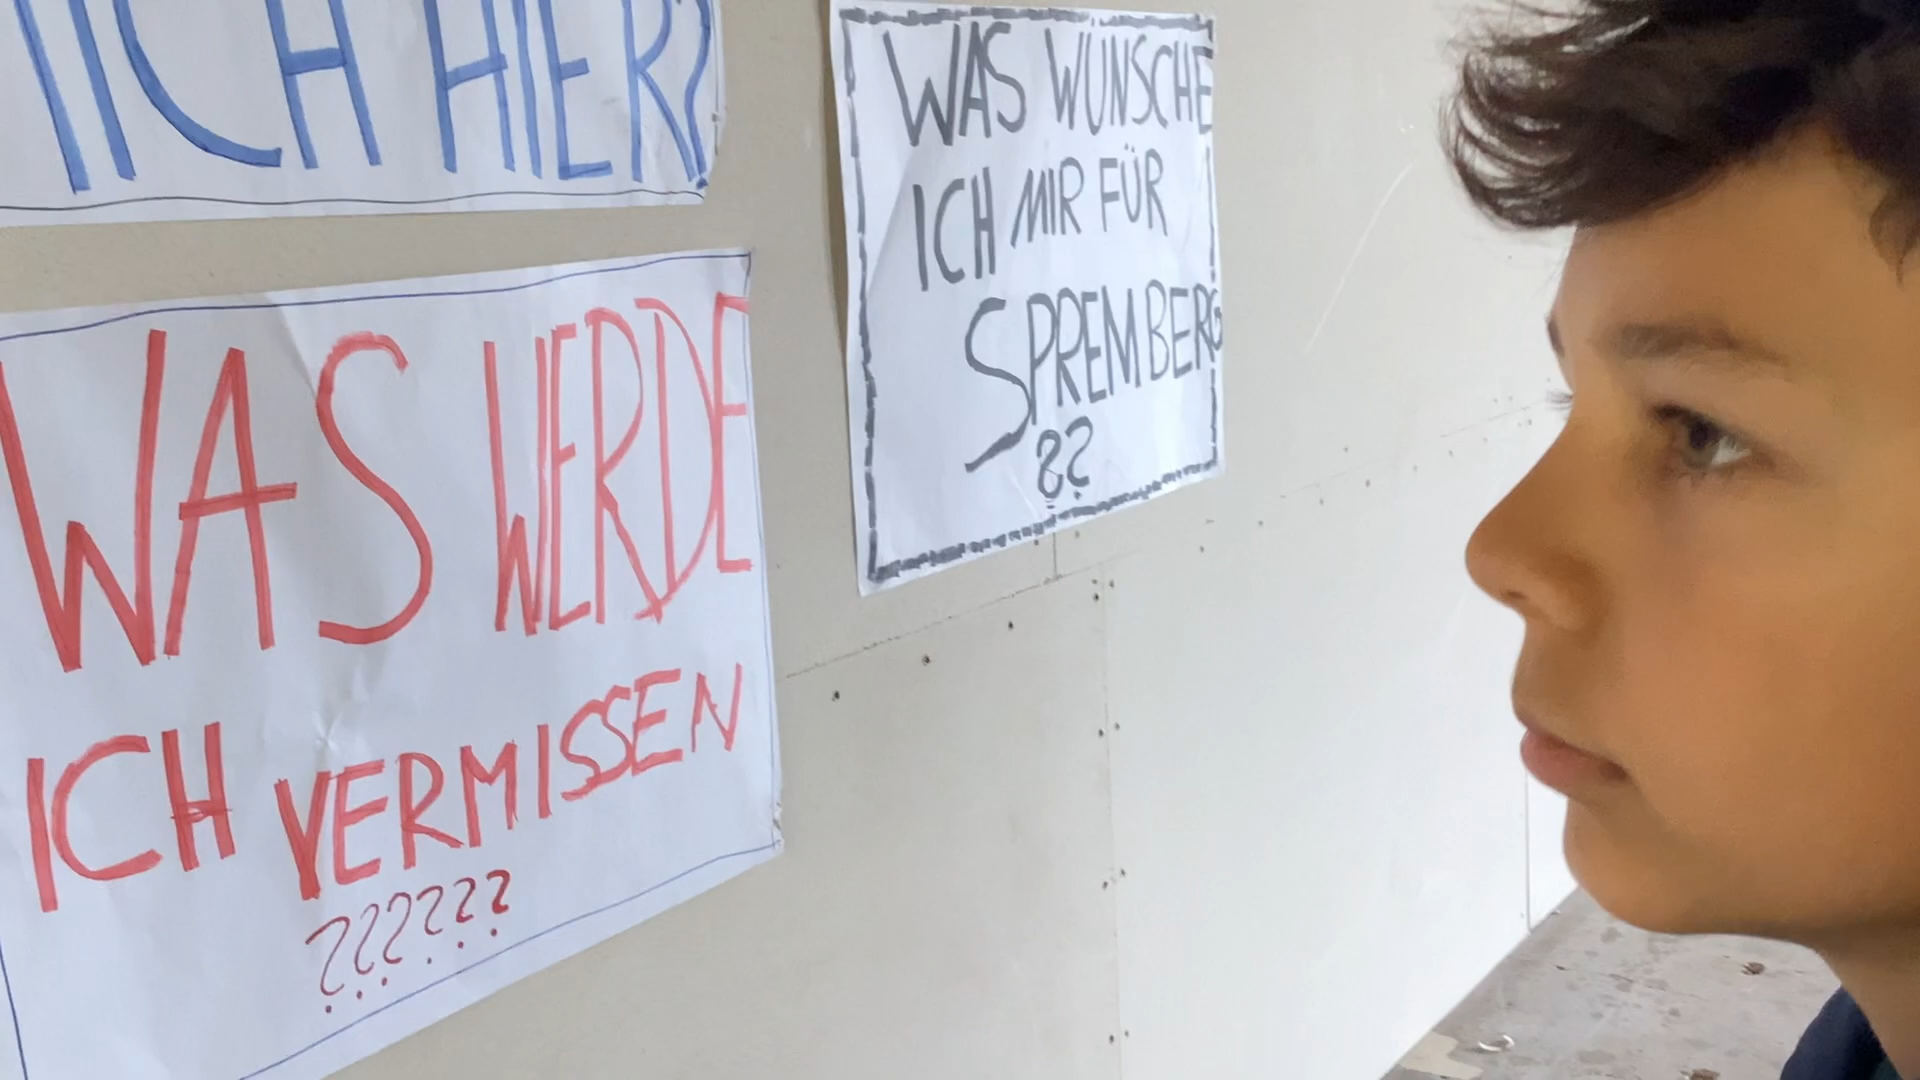 ICH HIER?
WAS WERDE
ICH VERMISSEN
??????
WAS WÜNSCHE
ICH MIR FÜR
SPREMBERG
??